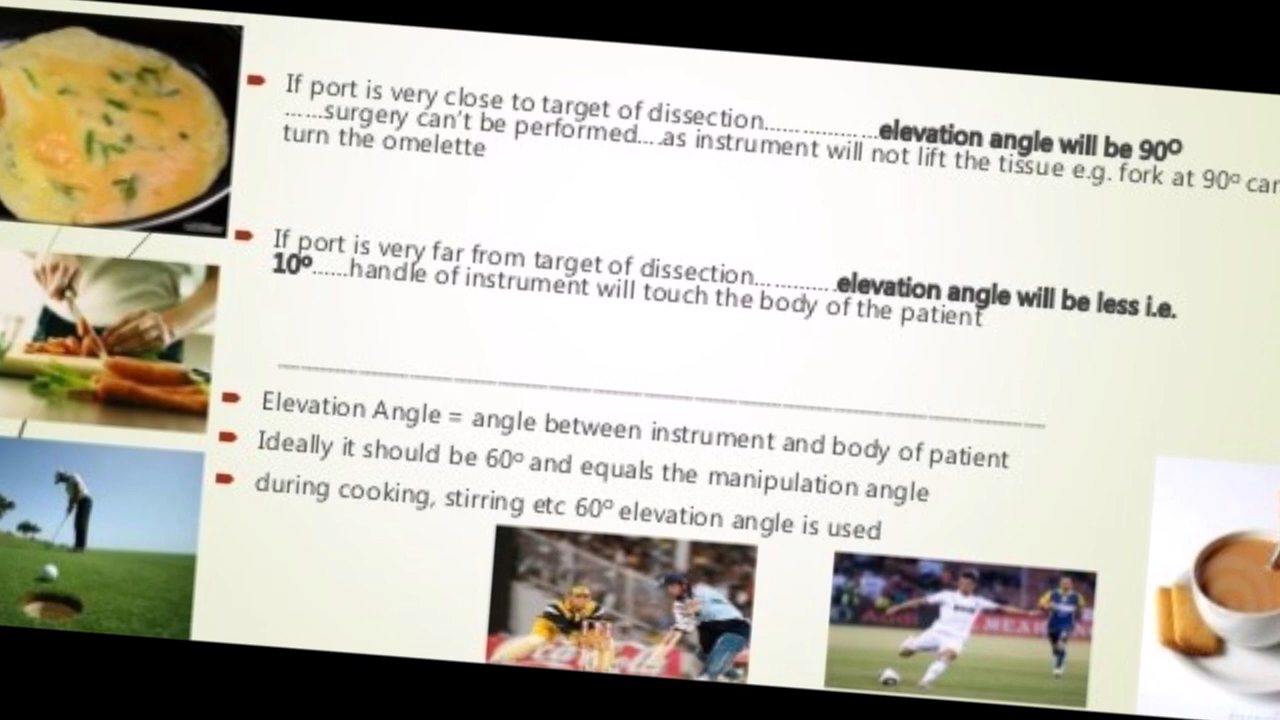 If port is very close to target of dissection...... ......... ...elevation angle will be 90º
......surgery can't be performed....as instrument will not lift the tissue e.g. fork at 90º
turn the omelette
If port is very far from target of dissection... ...........elevation angle will be less i.e.
10º......handle of instrument will touch the body of the patient
Elevation Angle = angle between instrument and body of patient
Ideally it should be 60º and equals the manipulation angle
during cooking, stirring etc 60º elevation angle is used